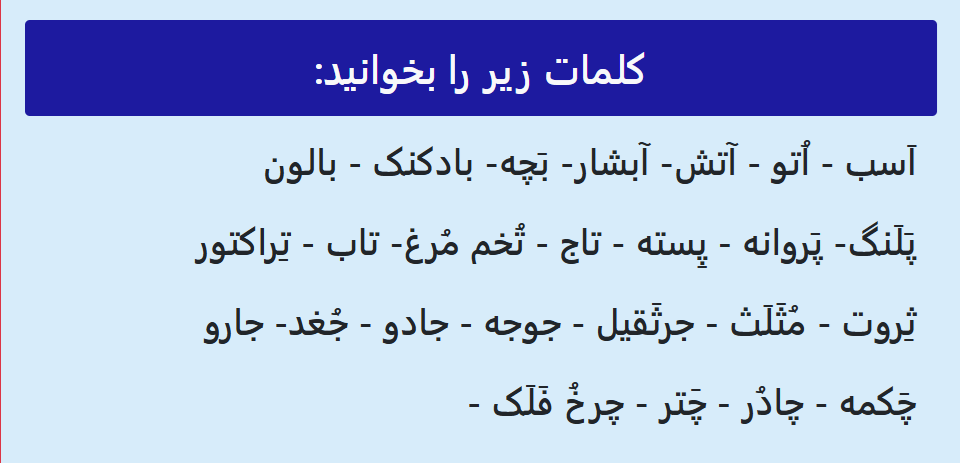 کلمات زیر را بخوانید:
اَسب - اُتو - آتش- آبشار- بَچه- بادکنک - بالون
پَلَنگ- پَروانه - پِسته - تاج - تُخم مُرغ- تاب - تِراکتور
ثِروت - مُثَلَث - جرثَقیل - جوجه - جادو - جُغد- جارو
چَکمه - چادُر - چَتر - چرخُ فَلَک -